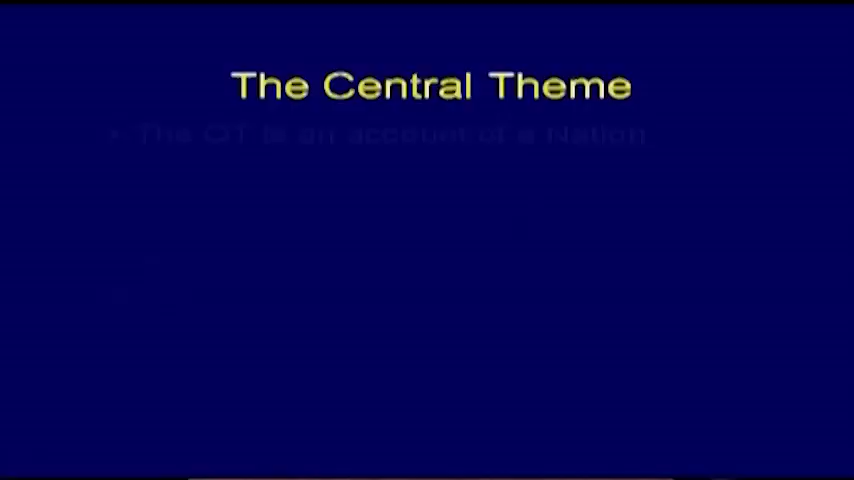 The Central Theme
• The OT is an account of a Nation